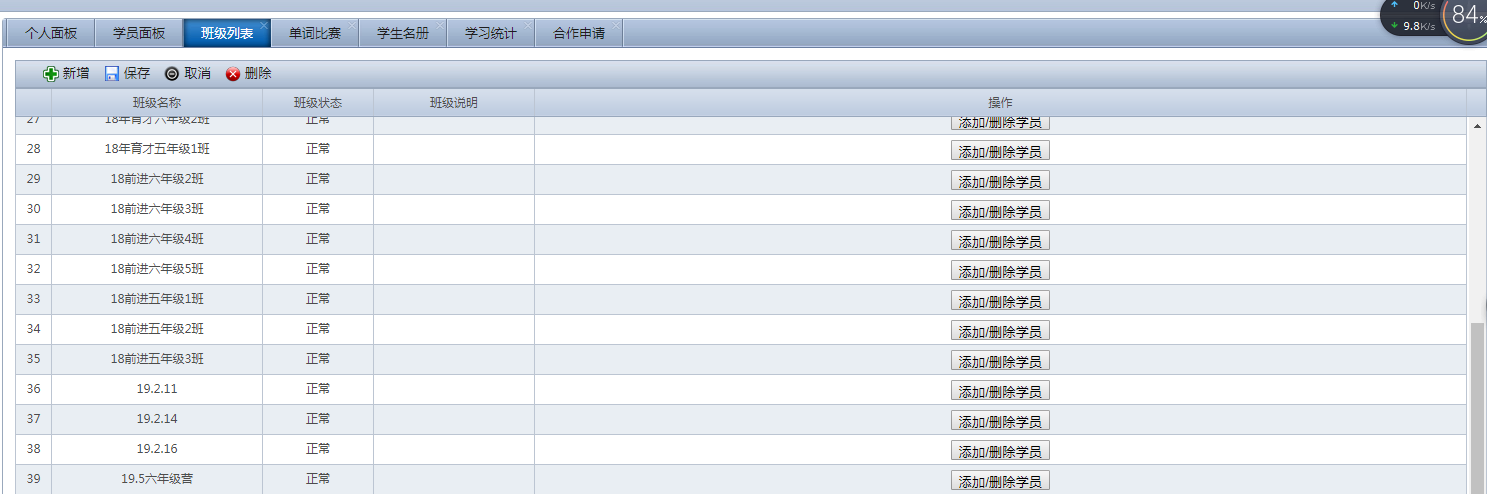 0K/s
84%
9.8K/s
个人面板 学员面板 班级列表 单词比赛 学生名册 学习统计 合作申请
新增 保存 取消 删除
班级名称 班级状态 班级说明 操作
27 18年育才六年级2班 正常 添加/删除学员
28 18年育才五年级1班 正常 添加/删除学员
29 18前进六年级2班 正常 添加/删除学员
30 18前进六年级3班 正常 添加/删除学员
31 18前进六年级4班 正常 添加/删除学员
32 18前进六年级5班 正常 添加/删除学员
33 18前进五年级1班 正常 添加/删除学员
34 18前进五年级2班 正常 添加/删除学员
35 18前进五年级3班 正常 添加/删除学员
36 19.2.11 正常 添加/删除学员
37 19.2.14 正常 添加/删除学员
38 19.2.16 正常 添加/删除学员
39 19.5六年级营 正常 添加/删除学员